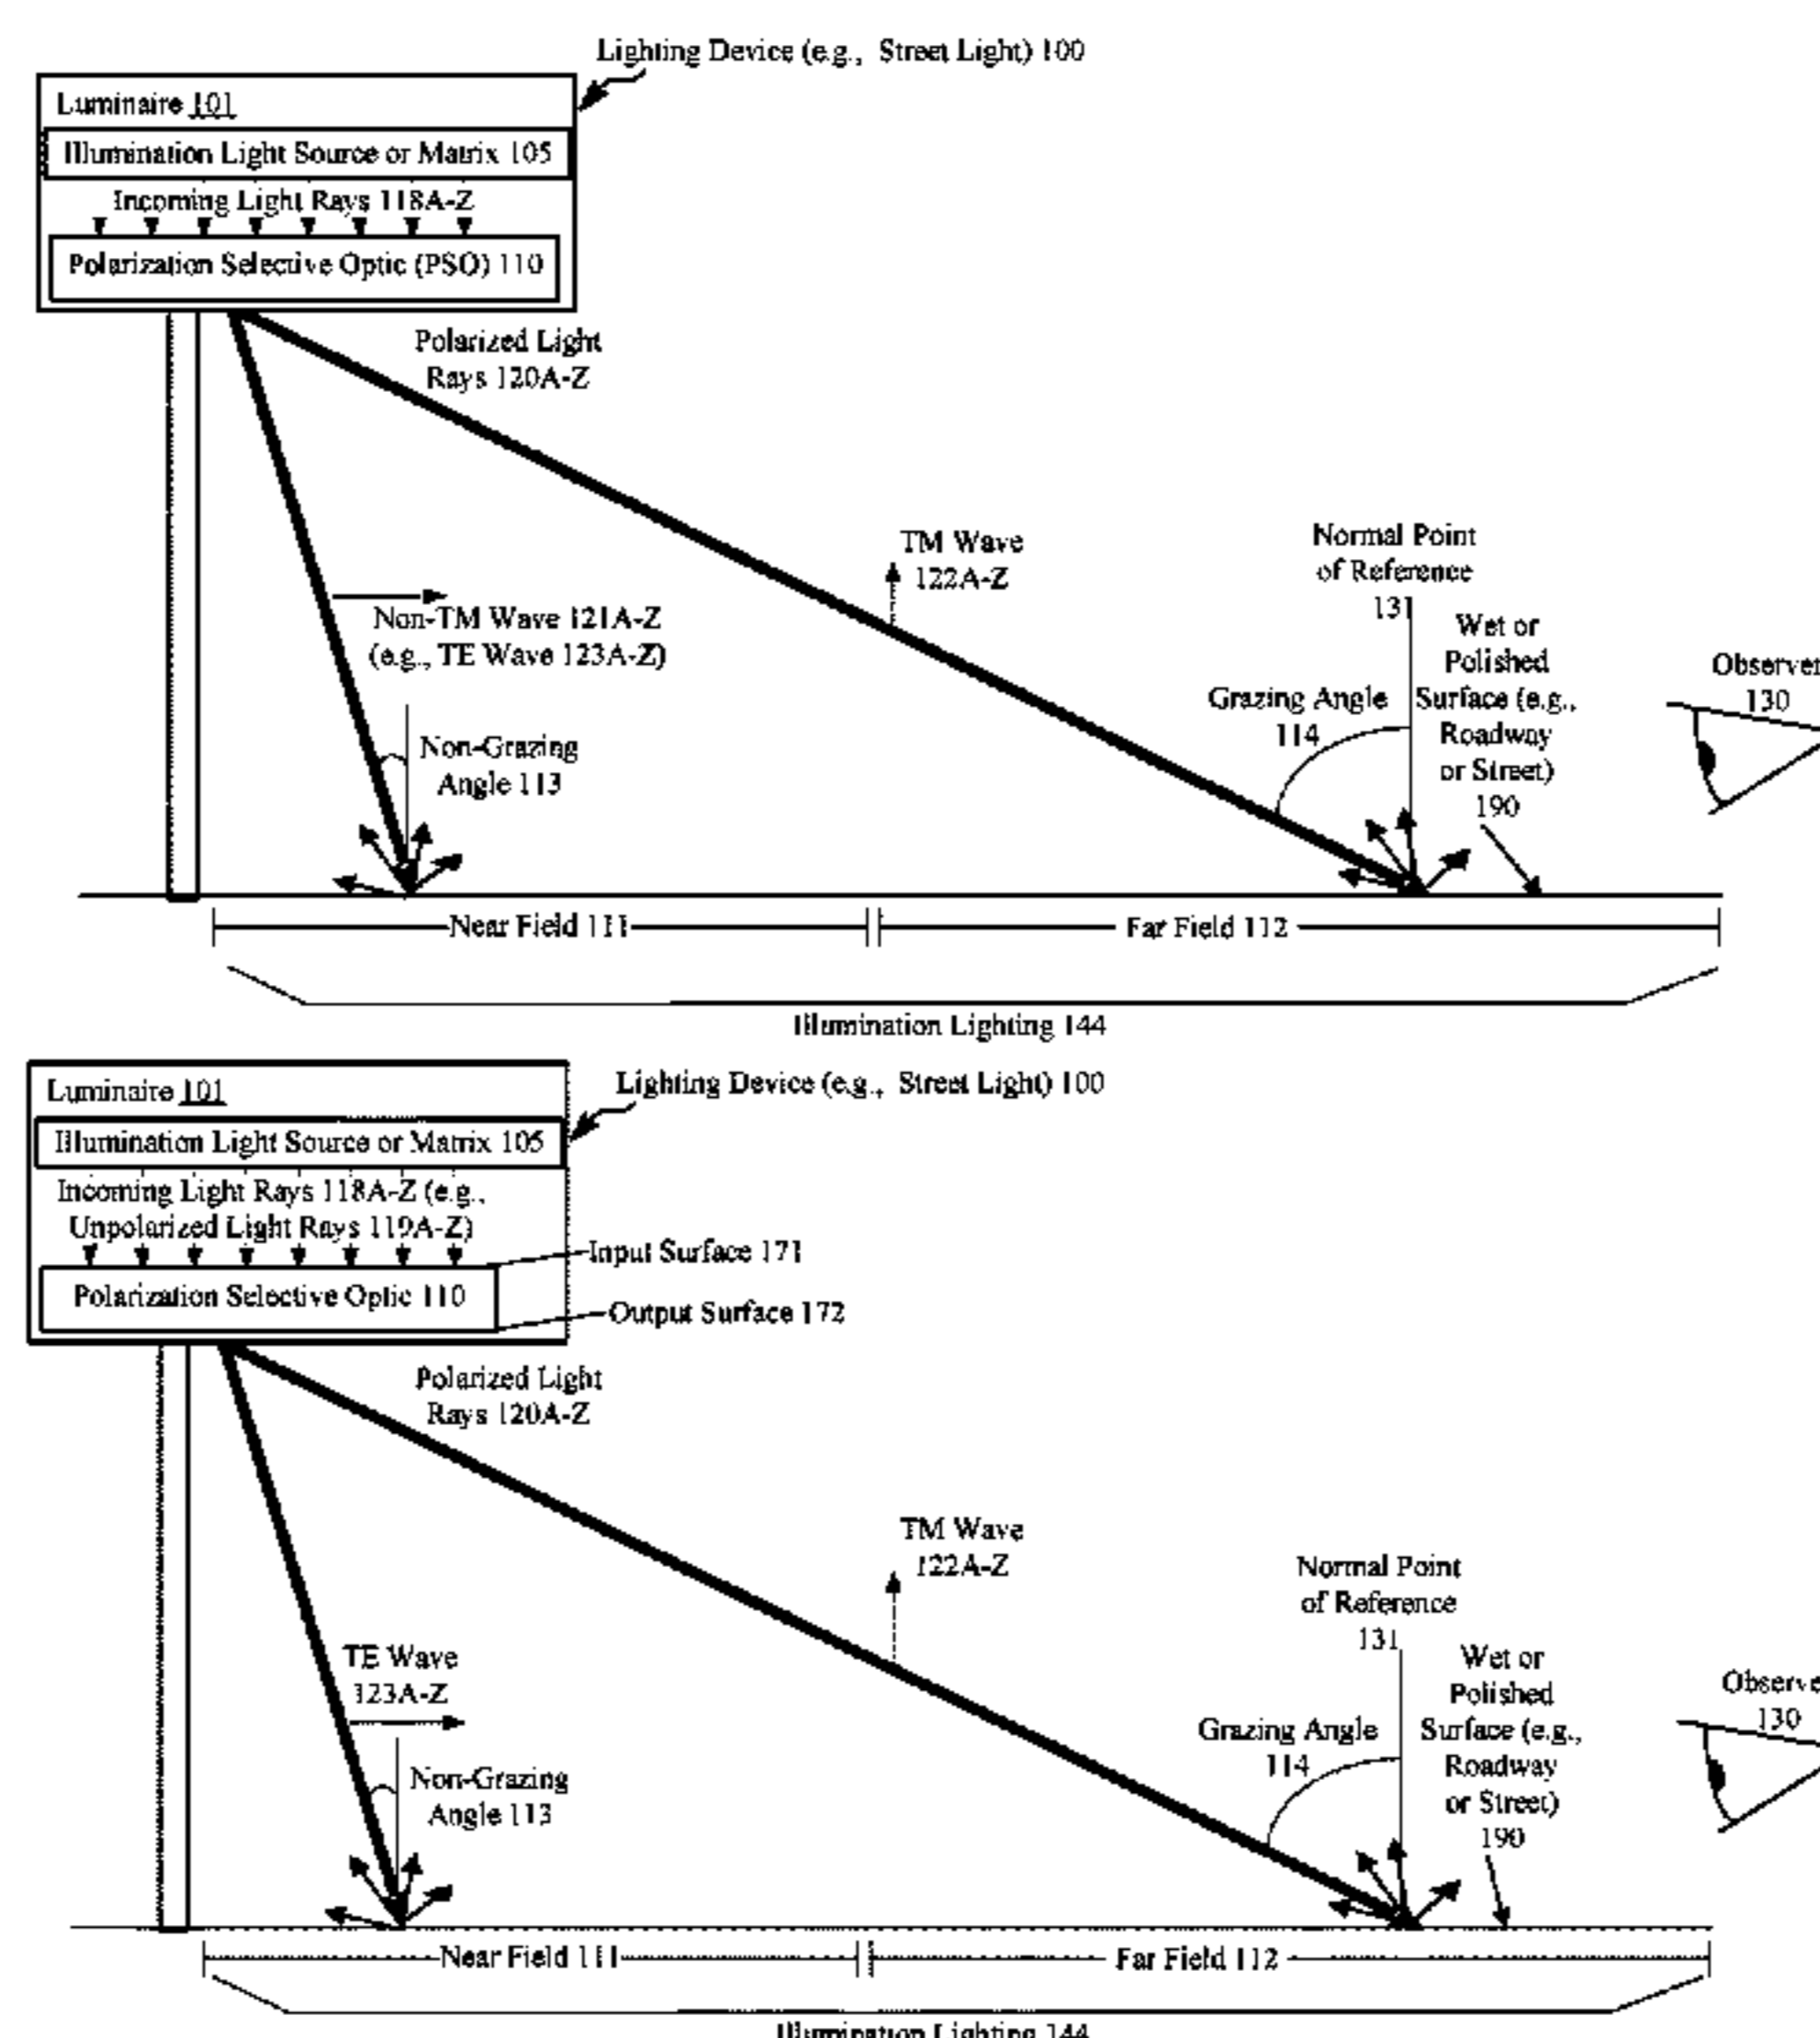 Lighting Device (e.g., Street Light) 100
Luminaire 101
Illumination Light Source or Matrix 105
Incoming Light Rays 118A-Z
Polarization Selective Optic (PSO) 110
Polarized Light
Rays 120A-Z
TM Wave
122A-Z
Normal Point
of Reference
131
Non-TM Wave 121A-Z
(e.g., TE Wave 123A-Z)
Wet or
Polished
Surface (e.g.,
Roadway
or Street)
190
Observer
130
Grazing Angle
114
Non-Grazing
Angle 113
Near Field 111
Far Field 112
Illumination Lighting 144
Lighting Device (e.g., Street Light) 100
Luminaire 101
Illumination Light Source or Matrix 105
Incoming Light Rays 118A-Z (e.g.,
Unpolarized Light Rays 119A-Z)
Input Surface 171
Polarization Selective Optic 110
Output Surface 172
Polarized Light
Rays 120A-Z
TM Wave
122A-Z
Normal Point
of Reference
131
TE Wave
123A-Z
Wet or
Polished
Surface (e.g.,
Roadway
or Street)
190
Observe
130
Grazing Angle
114
Non-Grazing
Angle 113
Near Field 111
Far Field 112
Illumination Lighting 144